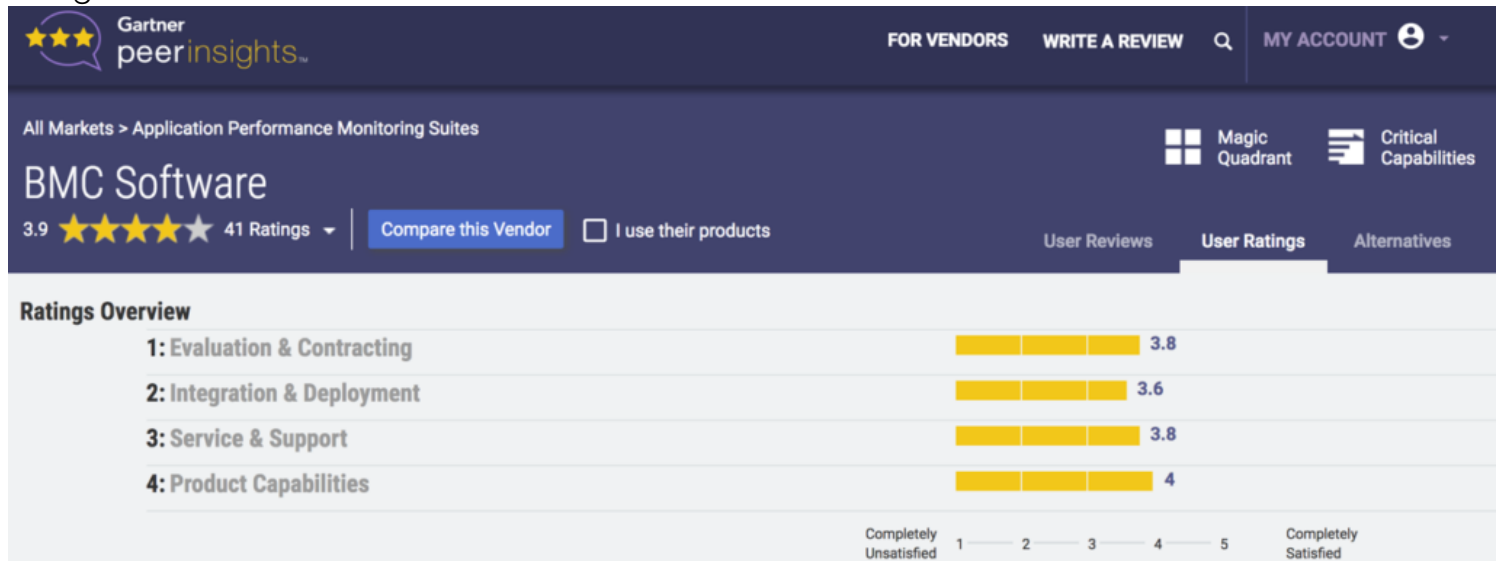 Gartner
peerinsights™
FOR VENDORS WRITE A REVIEW MY ACCOUNT
All Markets > Application Performance Monitoring Suites
Magic Quadrant
Critical Capabilities
BMC Software
3.9 41 Ratings Compare this Vendor I use their products
User Reviews User Ratings Alternatives
Ratings Overview
1: Evaluation & Contracting 3.8
2: Integration & Deployment 3.6
3: Service & Support 3.8
4: Product Capabilities 4
Completely Unsatisfied 1 2 3 4 5 Completely Satisfied